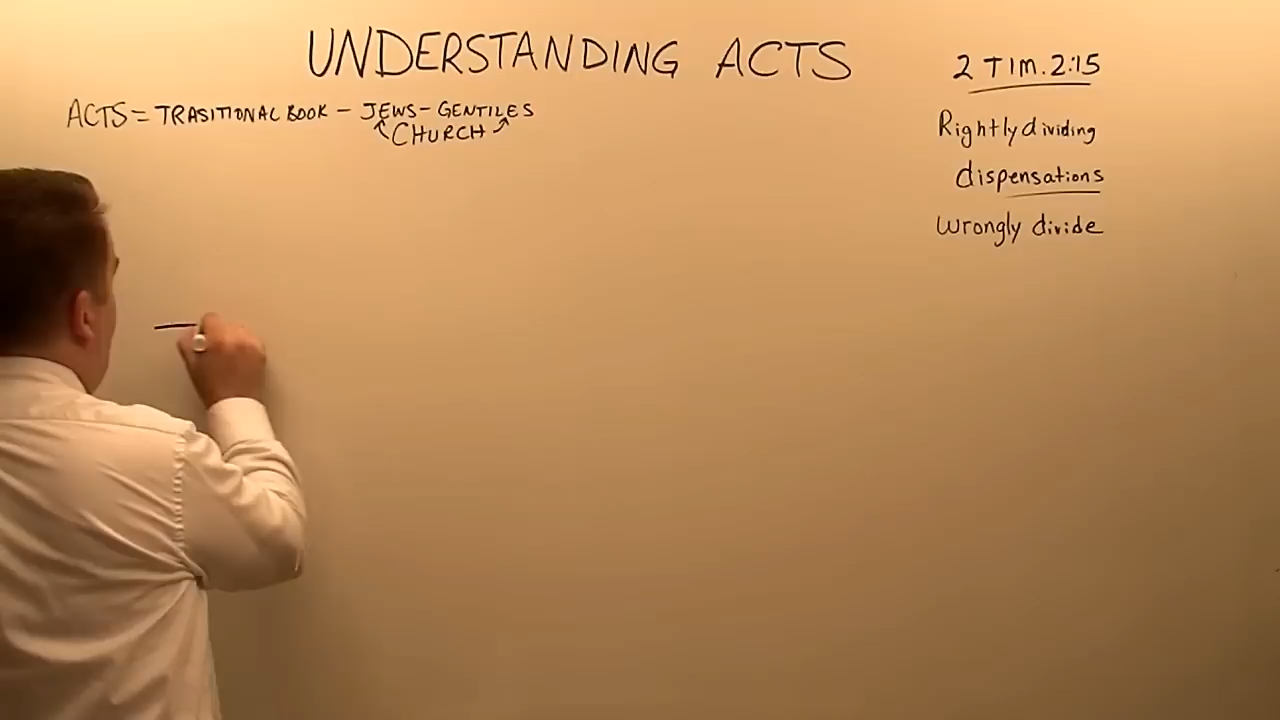 UNDERSTANDING ACTS
ACTS = TRASITIONAL BOOK - JEWS - GENTILES
CHURCH
2 TIM. 2:15
Rightly dividing
dispensations
wrongly divide